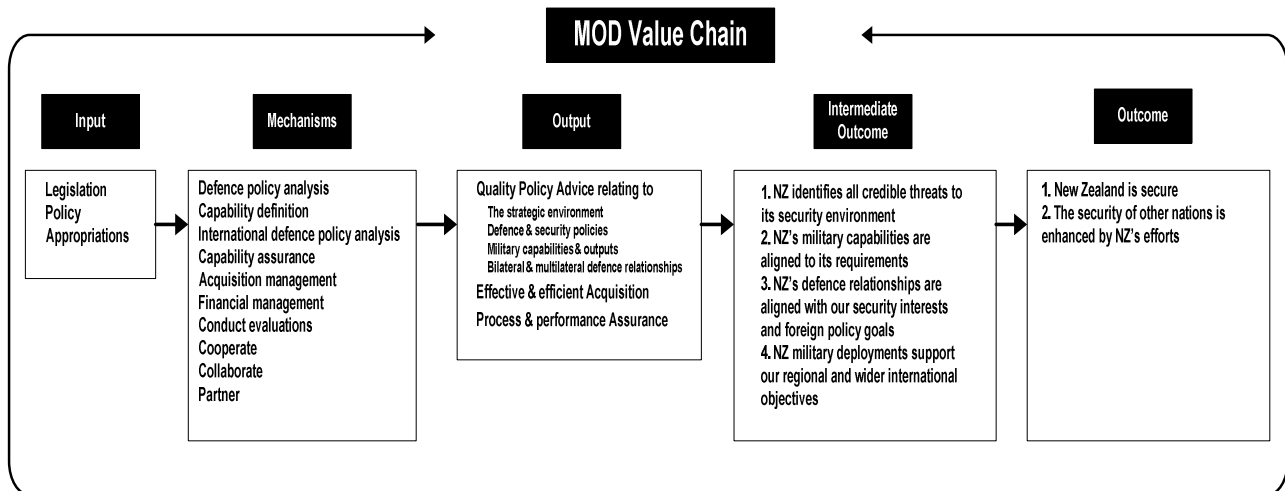 MOD Value Chain
Input
Legislation
Policy
Appropriations
Mechanisms
Defence policy analysis
Capability definition
International defence policy analysis
Capability assurance
Acquisition management
Financial management
Conduct evaluations
Cooperate
Collaborate
Partner
Output
Quality Policy Advice relating to
The strategic environment
Defence & security policies
Military capabilities & outputs
Bilateral & multilateral defence relationships
Effective & efficient Acquisition
Process & performance Assurance
Intermediate
Outcome
1. NZ identifies all credible threats to
its security environment
2. NZ's military capabilities are
aligned to its requirements
3. NZ's defence relationships are
aligned with our security interests
and foreign policy goals
4. NZ military deployments support
our regional and wider international
objectives
Outcome
1. New Zealand is secure
2. The security of other nations is
enhanced by NZ's efforts